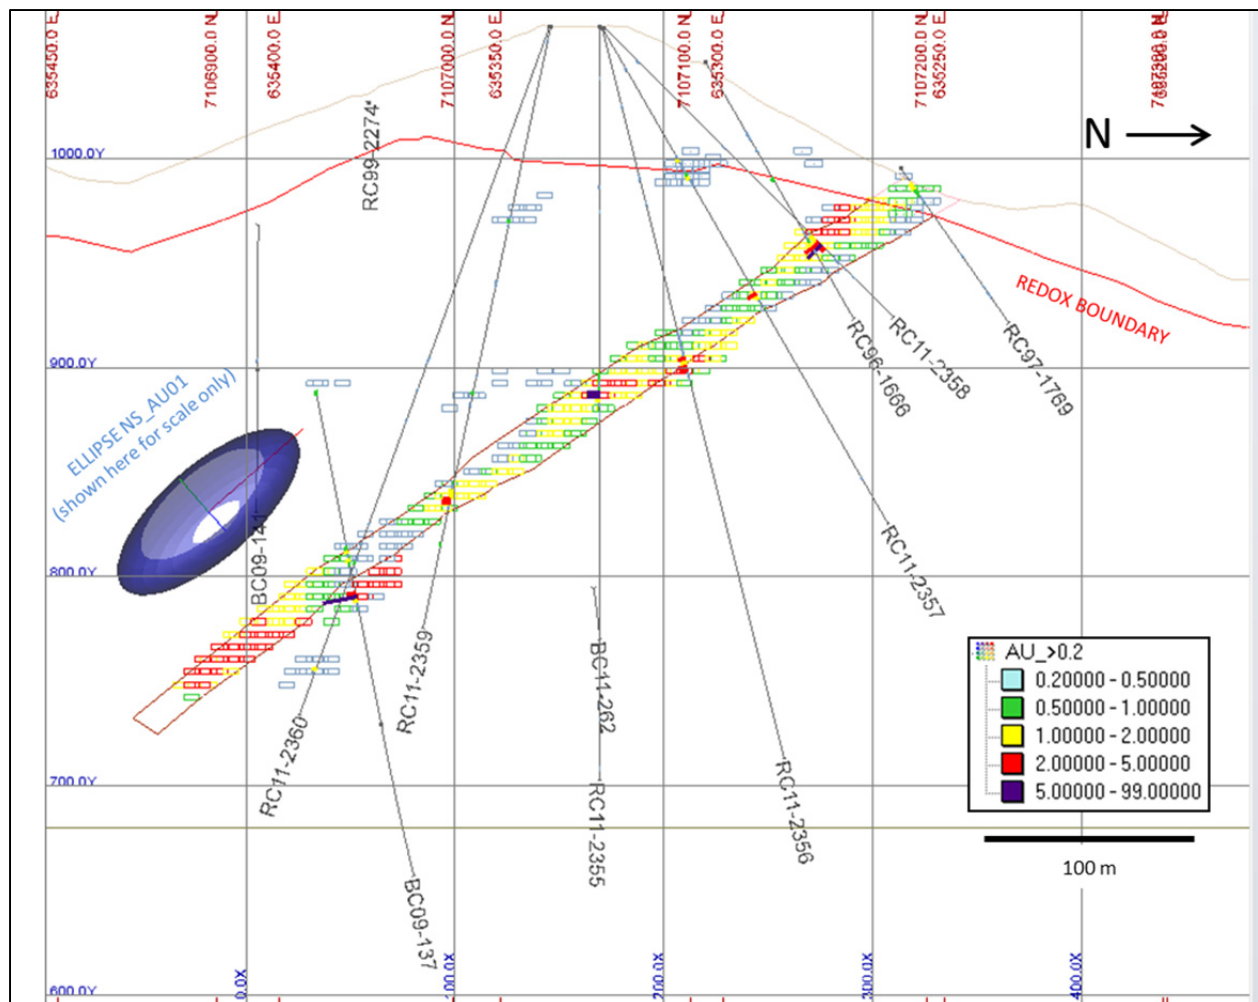 635450.0 E
7106900.0 N
635400.0 E
7107000.0 N
635350.0 E
7107100.0 N
635300.0 E
7107200.0 N
635250.0 E
N
1000.0Y
RC99-2274*
REDOX BOUNDARY
RC96-1666
RC11-2358
RC97-1769
900.0Y
ELLIPSE NS_AU01
(shown here for scale only)
BC09-141
RC11-2357
800.0Y
RC11-2359
BC11-262
RC11-2360
AU_>0.2
0.20000 - 0.50000
0.50000 - 1.00000
1.00000 - 2.00000
2.00000 - 5.00000
5.00000 - 99.00000
700.0Y
RC11-2355
RC11-2356
100 m
BC09-137
600.0Y
0.0X
100.0X
200.0X
300.0X
400.0X